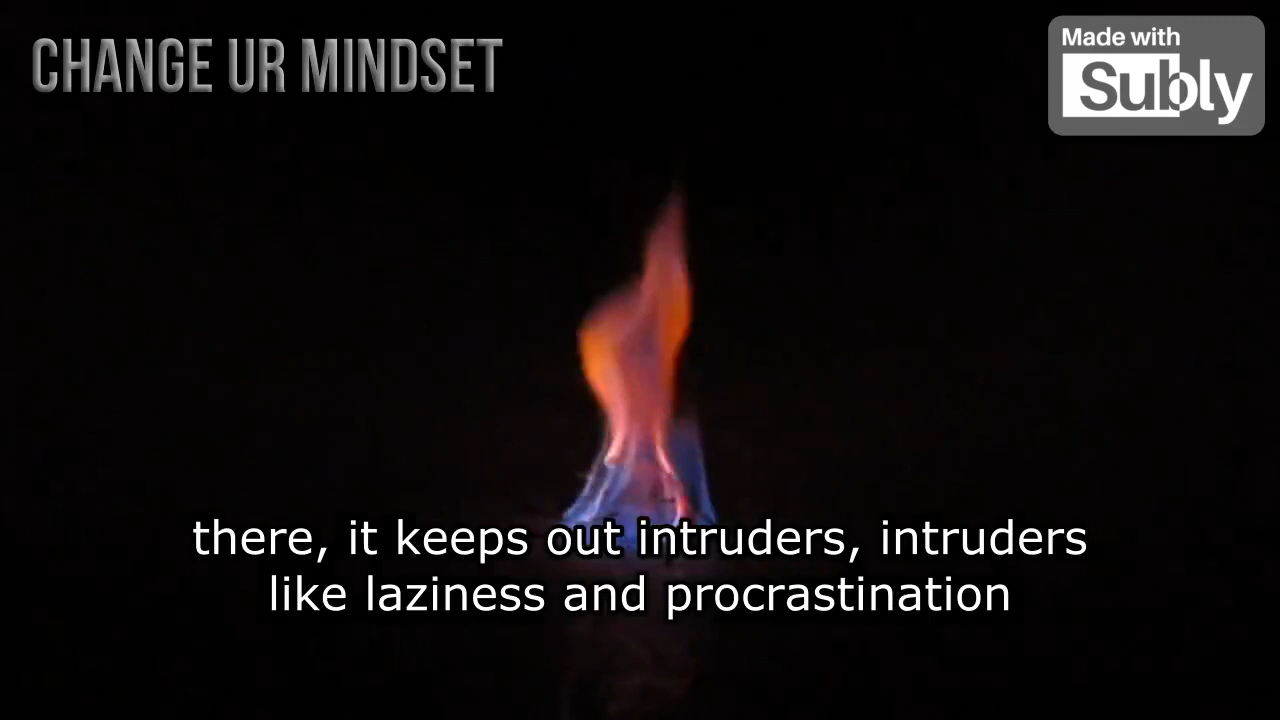 CHANGE UR MINDSET
Made with
Subly
there, it keeps out intruders, intruders
like laziness and procrastination